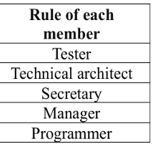 Rule of each
member
Tester
Technical architect
Secretary
Manager
Programmer